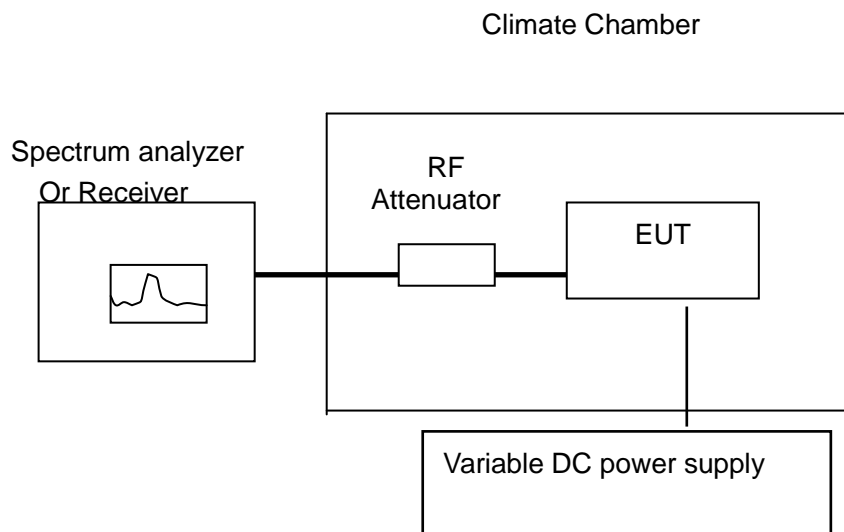 Climate Chamber
Spectrum analyzer
Or Receiver
RF
Attenuator
EUT
Variable DC power supply